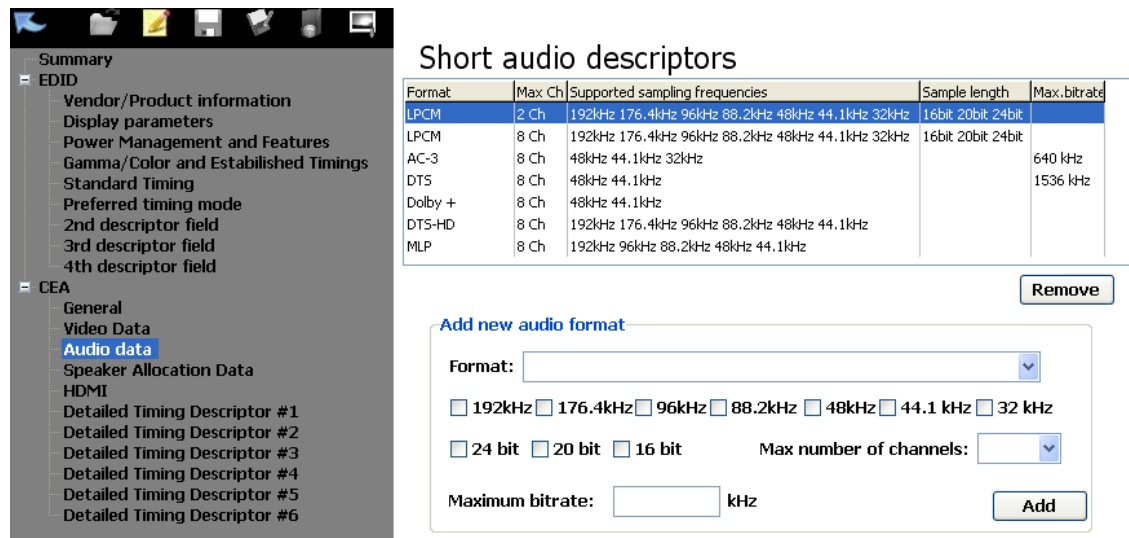 Summary
EDID
Vendor/Product information
Display parameters
Power Management and Features
Gamma/Color and Estabilished Timings
Standard Timing
Preferred timing mode
2nd descriptor field
3rd descriptor field
4th descriptor field
CEA
General
Video Data
Audio data
Speaker Allocation Data
HDMI
Detailed Timing Descriptor #1
Detailed Timing Descriptor #2
Detailed Timing Descriptor #3
Detailed Timing Descriptor #4
Detailed Timing Descriptor #5
Detailed Timing Descriptor #6
Short audio descriptors
Format Max Ch Supported sampling frequencies Sample length Max.bitrate
LPCM 2 Ch 192kHz 176.4kHz 96kHz 88.2kHz 48kHz 44.1kHz 32kHz 16bit 20bit 24bit
LPCM 8 Ch 192kHz 176.4kHz 96kHz 88.2kHz 48kHz 44.1kHz 32kHz 16bit 20bit 24bit
AC-3 8 Ch 48kHz 44.1kHz 32kHz 640 kHz
DTS 8 Ch 48kHz 44.1kHz 1536 kHz
Dolby + 8 Ch 48kHz 44.1kHz
DTS-HD 8 Ch 192kHz 176.4kHz 96kHz 88.2kHz 48kHz 44.1kHz
MLP 8 Ch 192kHz 96kHz 88.2kHz 48kHz 44.1kHz
Remove
Add new audio format
Format:
192kHz 176.4kHz 96kHz 88.2kHz 48kHz 44.1 kHz 32 kHz
24 bit 20 bit 16 bit Max number of channels:
Maximum bitrate: kHz Add